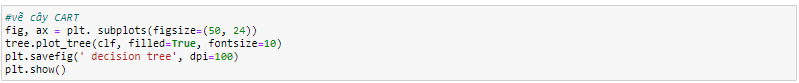 #vẽ cây CART
fig, ax = plt. subplots(figsize=(50, 24))
tree.plot_tree(clf, filled=True, fontsize=10)
plt.savefig(' decision tree', dpi=100)
plt.show()